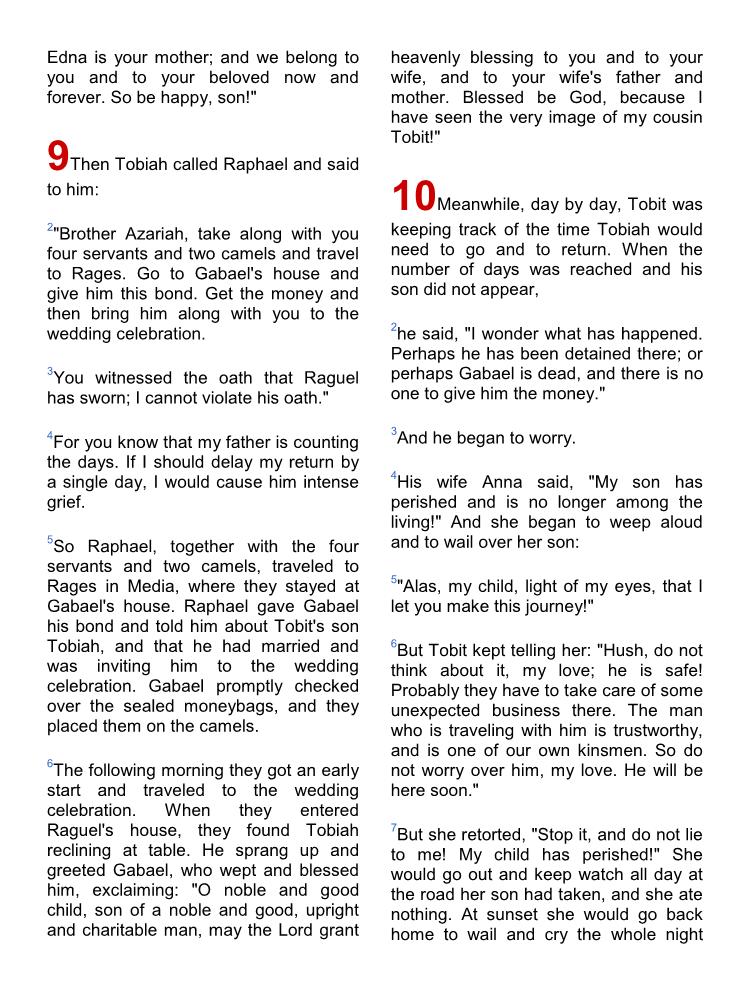 Edna is your mother; and we belong to
you and to your beloved now and
forever. So be happy, son!"
9Then Tobiah called Raphael and said
to him:
2"Brother Azariah, take along with you
four servants and two camels and travel
to Rages. Go to Gabael's house and
give him this bond. Get the money and
then bring him along with you to the
wedding celebration.
3You witnessed the oath that Raguel
has sworn; I cannot violate his oath."
4For you know that my father is counting
the days. If I should delay my return by
a single day, I would cause him intense
grief.
5So Raphael, together with the four
servants and two camels, traveled to
Rages in Media, where they stayed at
Gabael's house. Raphael gave Gabael
his bond and told him about Tobit's son
Tobiah, and that he had married and
was inviting him to the wedding
celebration. Gabael promptly checked
over the sealed moneybags, and they
placed them on the camels.
6The following morning they got an early
start and traveled to the wedding
celebration. When they entered
Raguel's house, they found Tobiah
reclining at table. He sprang up and
greeted Gabael, who wept and blessed
him, exclaiming: "O noble and good
child, son of a noble and good, upright
and charitable man, may the Lord grant
heavenly blessing to you and to your
wife, and to your wife's father and
mother. Blessed be God, because I
have seen the very image of my cousin
Tobit!"
10Meanwhile, day by day, Tobit was
keeping track of the time Tobiah would
need to go and to return. When the
number of days was reached and his
son did not appear,
2he said, "I wonder what has happened.
Perhaps he has been detained there; or
perhaps Gabael is dead, and there is no
one to give him the money."
3And he began to worry.
4His wife Anna said, "My son has
perished and is no longer among the
living!" And she began to weep aloud
and to wail over her son:
5"Alas, my child, light of my eyes, that I
let you make this journey!"
6But Tobit kept telling her: "Hush, do not
think about it, my love; he is safe!
Probably they have to take care of some
unexpected business there. The man
who is traveling with him is trustworthy,
and is one of our own kinsmen. So do
not worry over him, my love. He will be
here soon."
7But she retorted, "Stop it, and do not lie
to me! My child has perished!" She
would go out and keep watch all day at
the road her son had taken, and she ate
nothing. At sunset she would go back
home to wail and cry the whole night